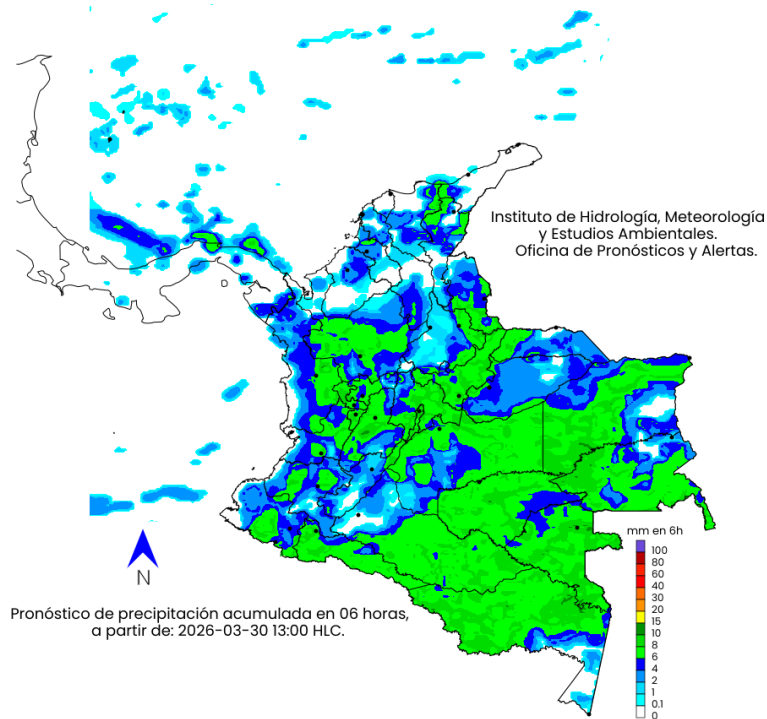 Instituto de Hidrología, Meteorología
y Estudios Ambientales.
Oficina de Pronósticos y Alertas.
mm en 6h
100
80
60
40
30
20
15
10
8
6
4
2
1
0.1
0
N
Pronóstico de precipitación acumulada en 06 horas,
a partir de: 2026-03-30 13:00 HLC.